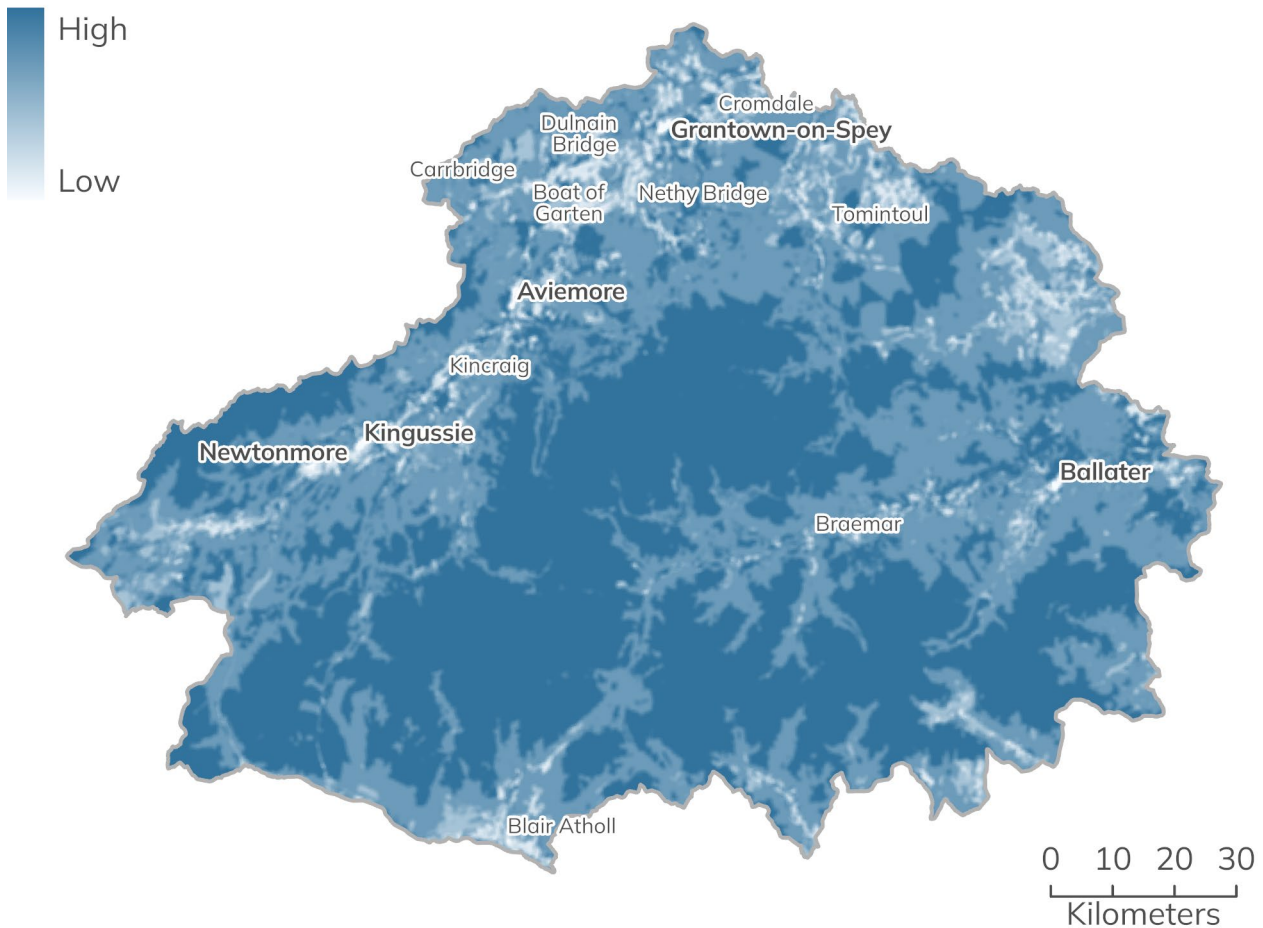 High
Low
Cromdale
Grantown-on-Spey
Dulnain
Bridge
Carrbridge
Boat of
Garten
Nethy Bridge
Tomintoul
Aviemore
Kincraig
Kingussie
Newtonmore
Ballater
Braemar
Blair Atholl
0 10 20 30
Kilometers